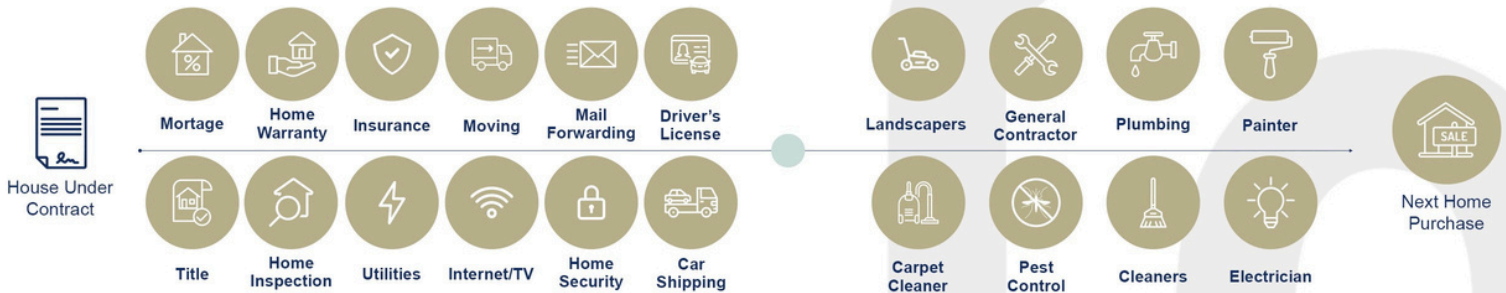 Mortage
Home
Warranty
Insurance
Moving
Mail
Forwarding
Driver's
License
Landscapers
General
Contractor
Plumbing
Painter
House Under
Contract
SALE
Next Home
Purchase
Title
Home
Inspection
Utilities
Internet/TV
Home
Security
Car
Shipping
Carpet
Cleaner
Pest
Control
Cleaners
Electrician